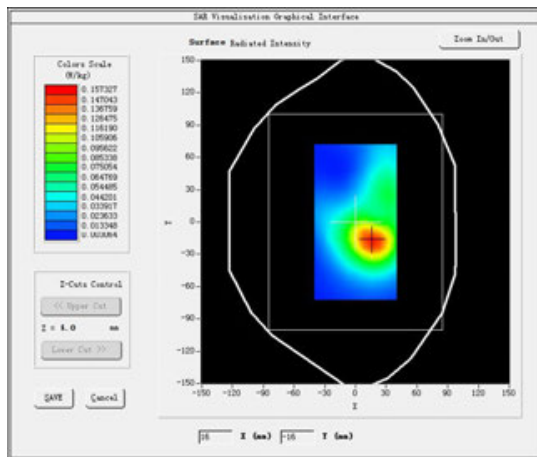 SAR Visualisation Graphical Interface
Surface Radiated Intensity
Zoom In/Out
Colors Scale
(W/kg)
0.157327
0.147043
0.136759
0.126475
0.116190
0.105906
0.095622
0.085338
0.075054
0.064769
0.054485
0.044201
0.033917
0.023633
0.013348
0.003064
Z-Cuts Control
<< Upper Cut
Z = 4.0 mm
Lower Cut >>
SAVE
Cancel
150
120
90
60
30
0
-30
-60
-90
-120
-150
Y
-150 -120 -90 -60 -30 0 30 60 90 120 150
X
16 X (mm) -16 Y (mm)